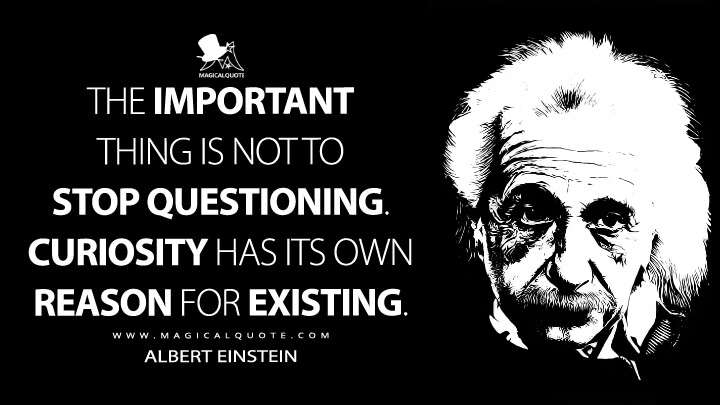 MAGICALQUOTE
THE IMPORTANT
THING IS NOT TO
STOP QUESTIONING.
CURIOSITY HAS ITS OWN
REASON FOR EXISTING.
WWW.MAGICALQUOTE.COM
ALBERT EINSTEIN